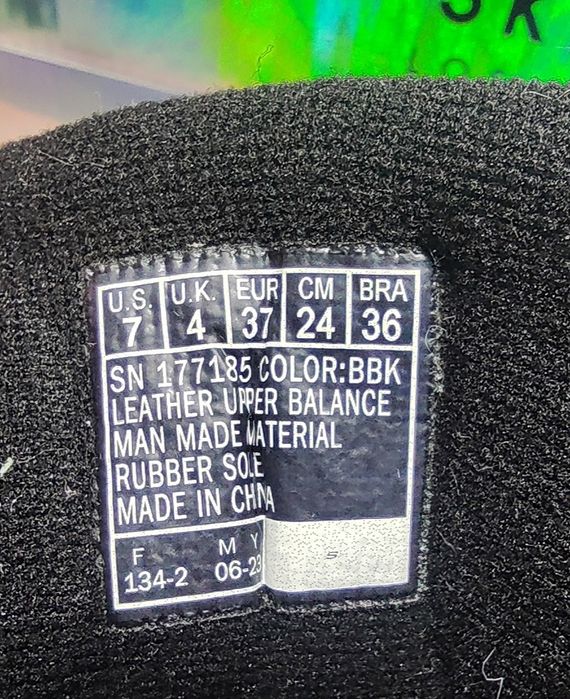 SK
U.S. U.K. EUR CM BRA
7 4 37 24 36
SN 177185 COLOR:BBK
LEATHER UPPER BALANCE
MAN MADE MATERIAL
RUBBER SOLE
MADE IN CHINA
F M Y
134-2 06-23
S